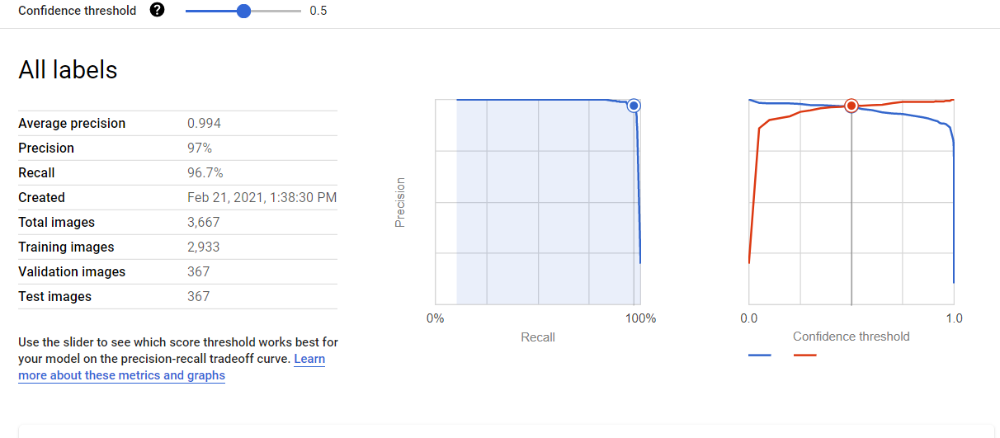 Confidence threshold ? 0.5
All labels
Average precision 0.994
Precision 97%
Recall 96.7%
Created Feb 21, 2021, 1:38:30 PM
Total images 3,667
Training images 2,933
Validation images 367
Test images 367
Use the slider to see which score threshold works best for
your model on the precision-recall tradeoff curve. Learn
more about these metrics and graphs
Precision
0% 100%
Recall
0.0 1.0
Confidence threshold